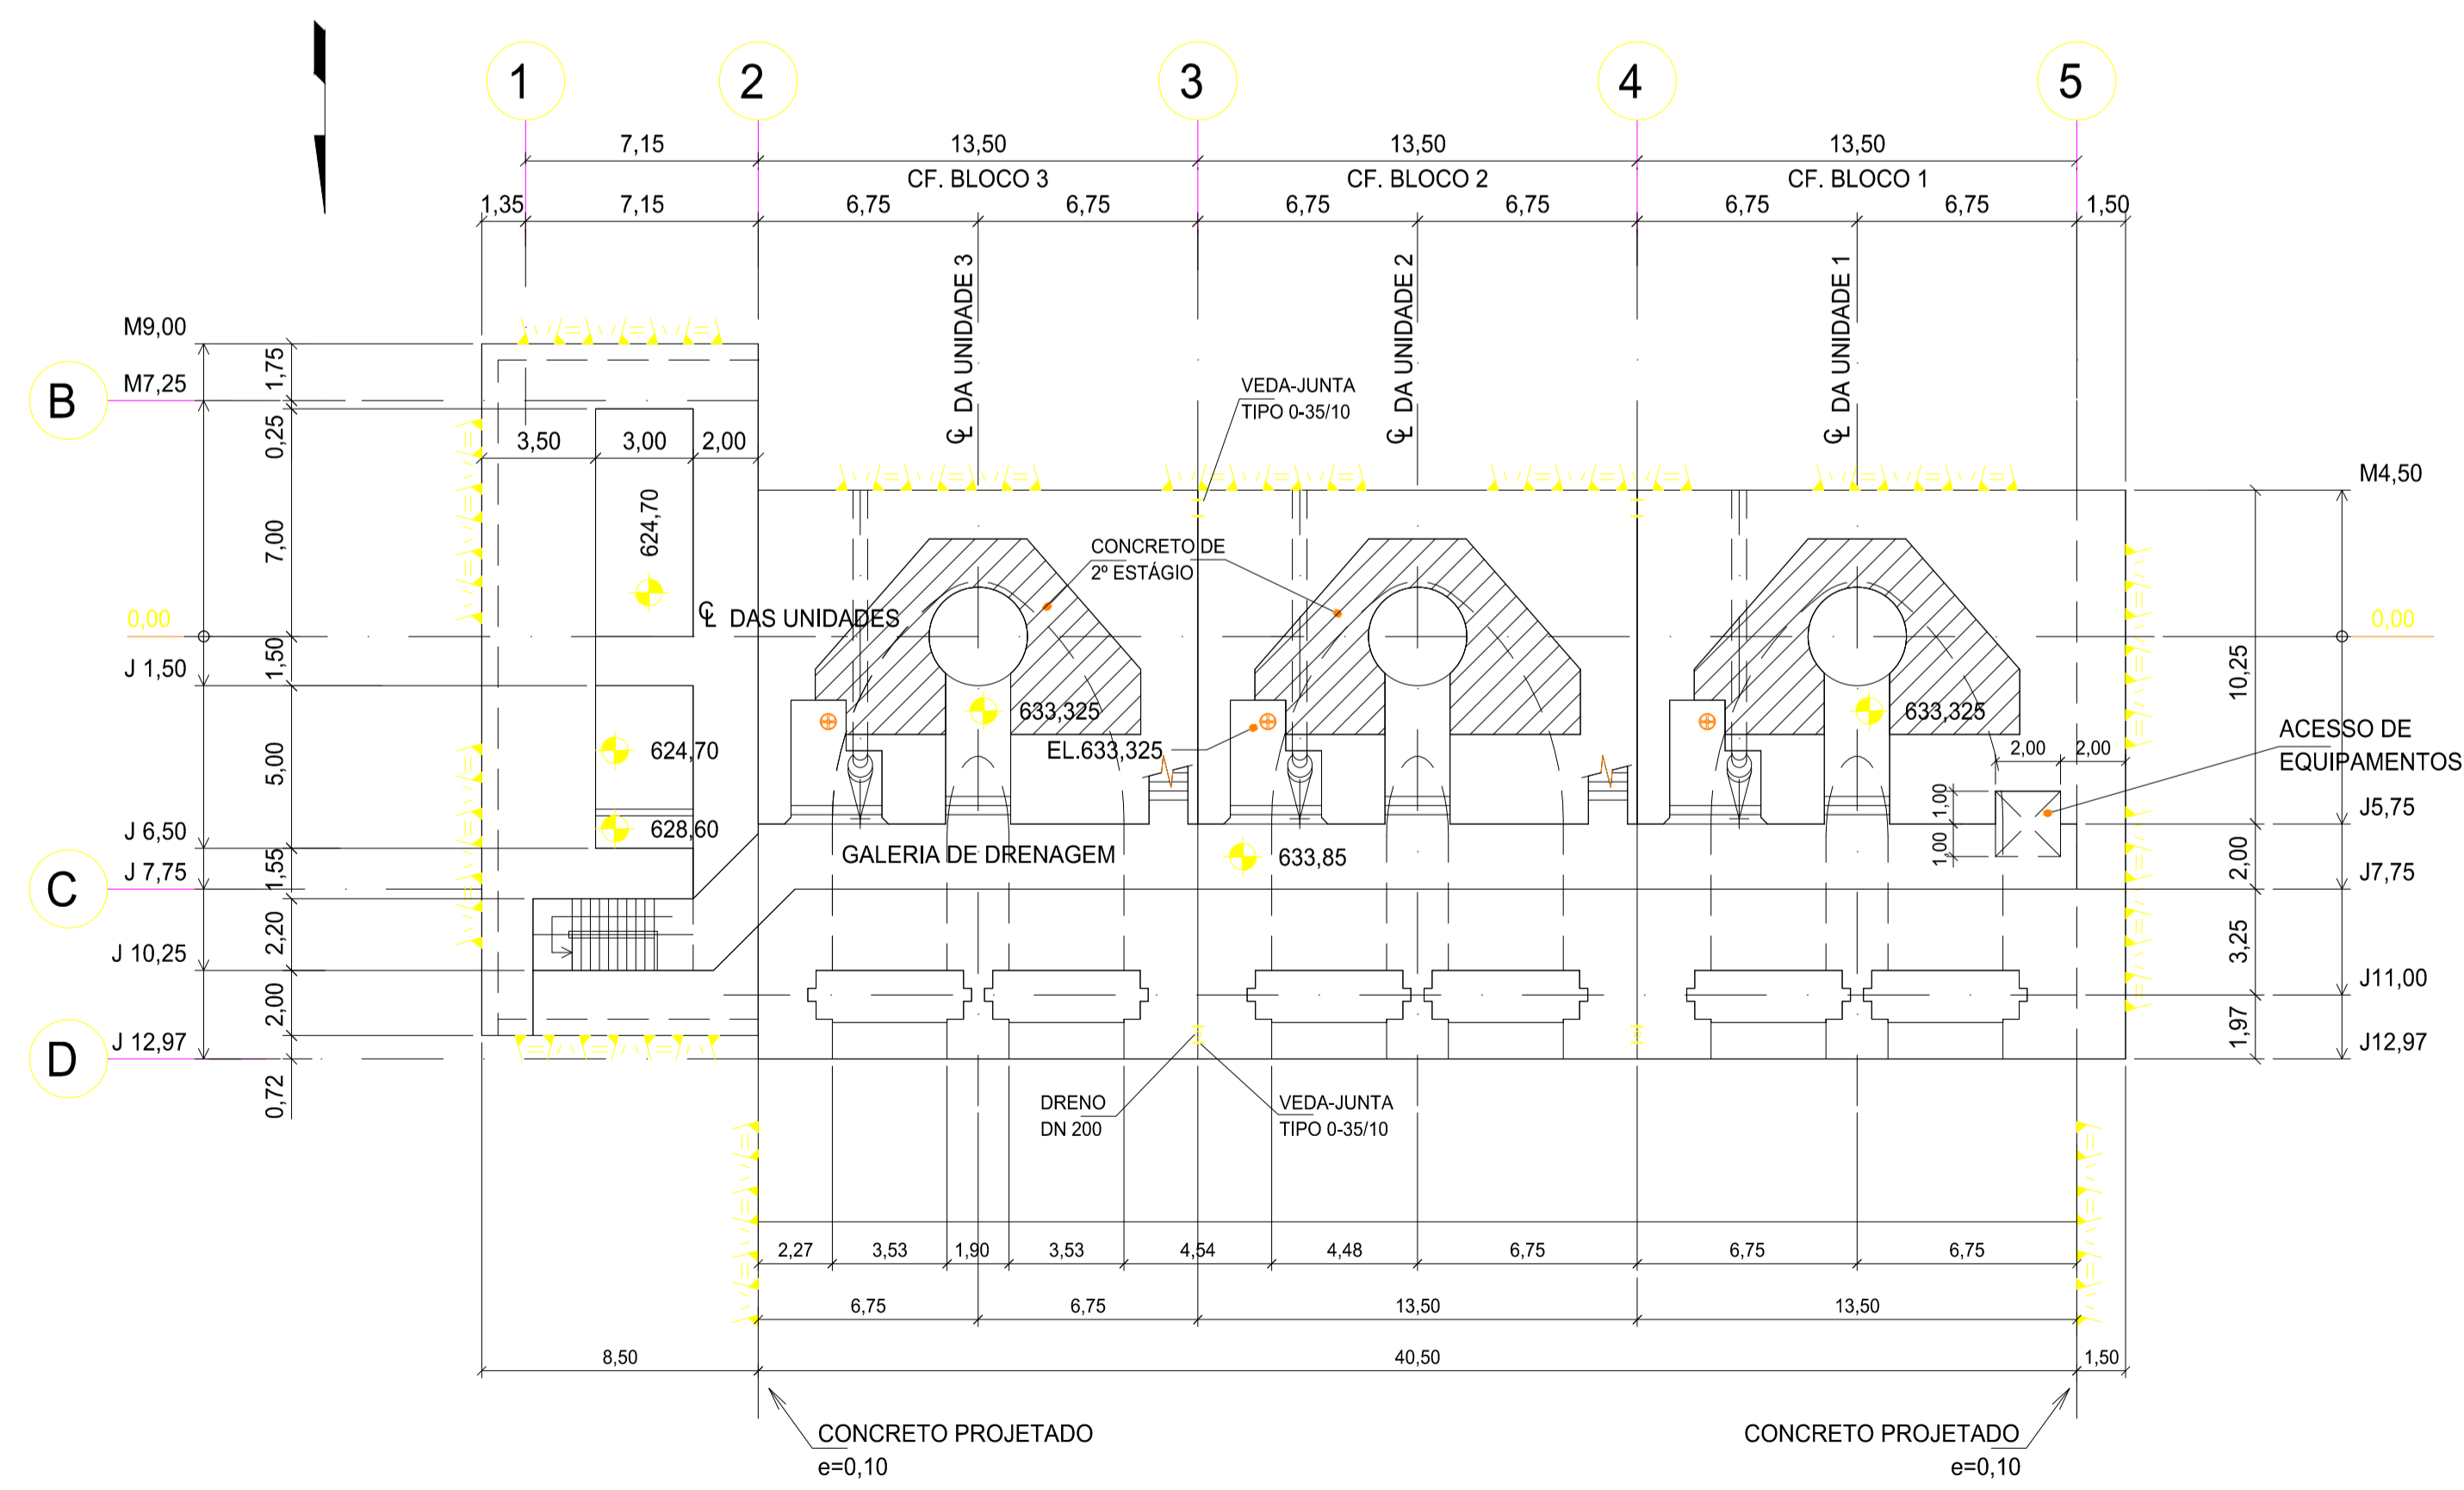 1
2
3
4
5
7,15
13,50
13,50
13,50
CF. BLOCO 3
CF. BLOCO 2
CF. BLOCO 1
1,35
7,15
6,75
6,75
6,75
6,75
6,75
6,75
1,50
℄ DA UNIDADE 3
℄ DA UNIDADE 2
℄ DA UNIDADE 1
M9,00
B
M7,25
0,00
J 1,50
J 6,50
C
J 7,75
J 10,25
D
J 12,97
1,75
0,25
7,00
1,50
5,00
1,55
2,20
2,00
0,72
3,50
3,00
2,00
624,70
℄ DAS UNIDADES
624,70
628,60
VEDA-JUNTA
TIPO 0-35/10
CONCRETO DE
2º ESTÁGIO
633,325
EL.633,325
633,325
GALERIA DE DRENAGEM
633,85
2,00
2,00
1,00
1,00
ACESSO DE
EQUIPAMENTOS
M4,50
0,00
J5,75
J7,75
J11,00
J12,97
10,25
2,00
3,25
1,97
DRENO
DN 200
VEDA-JUNTA
TIPO 0-35/10
2,27
3,53
1,90
3,53
4,54
4,48
6,75
6,75
6,75
6,75
6,75
13,50
13,50
8,50
40,50
1,50
CONCRETO PROJETADO
e=0,10
CONCRETO PROJETADO
e=0,10